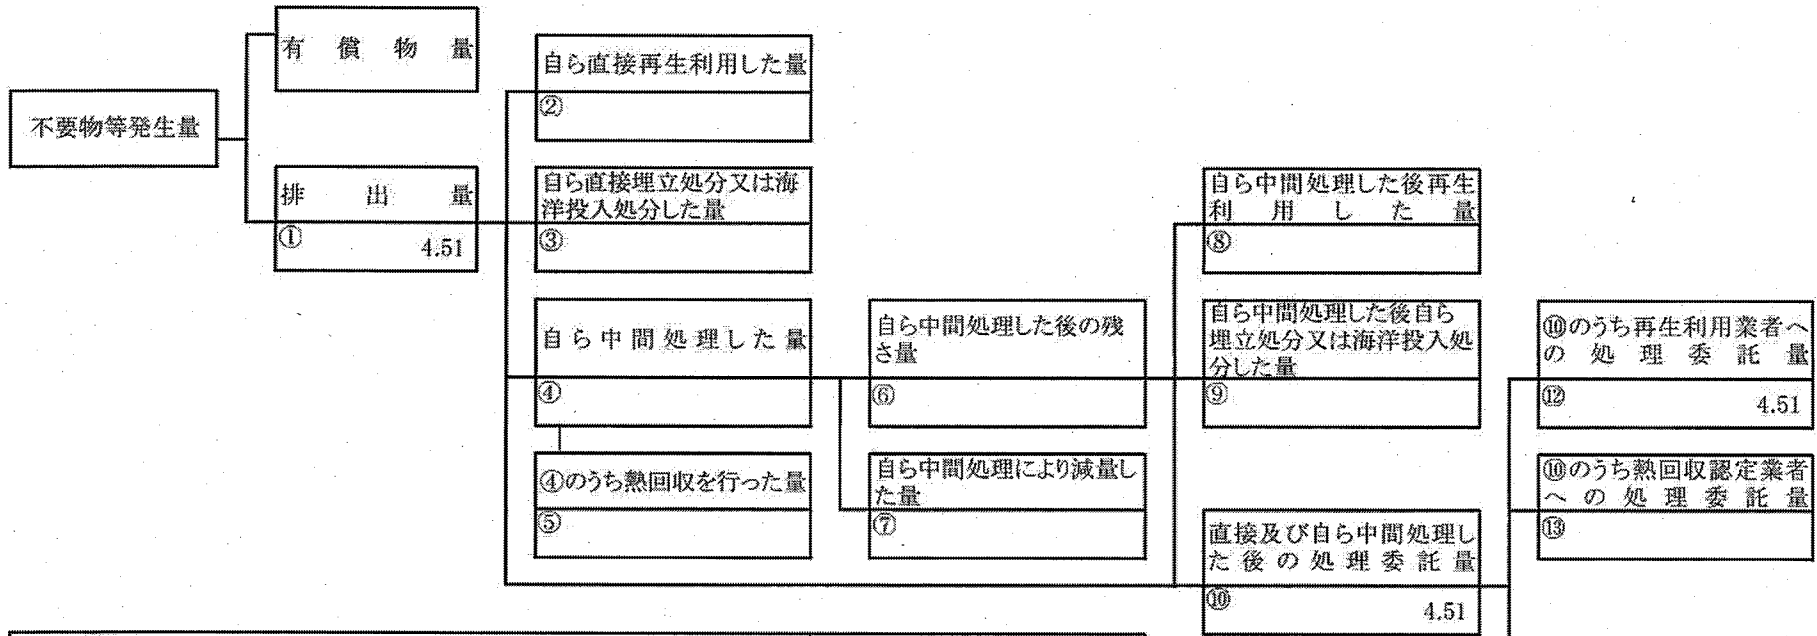 有償物量
不要物等発生量
排出量
① 4.51
自ら直接再生利用した量
②
自ら直接埋立処分又は海
洋投入処分した量
③
自ら中間処理した量
④
④のうち熱回収を行った量
⑤
自ら中間処理した後の残
さ量
⑥
自ら中間処理により減量し
た量
⑦
自ら中間処理した後再生
利用した量
⑧
自ら中間処理した後自ら
埋立処分又は海洋投入処
分した量
⑨
直接及び自ら中間処理し
た後の処理委託量
⑩ 4.51
⑩のうち再生利用業者へ
の処理委託量
⑫ 4.51
⑩のうち熱回収認定業者
への処理委託量
⑬